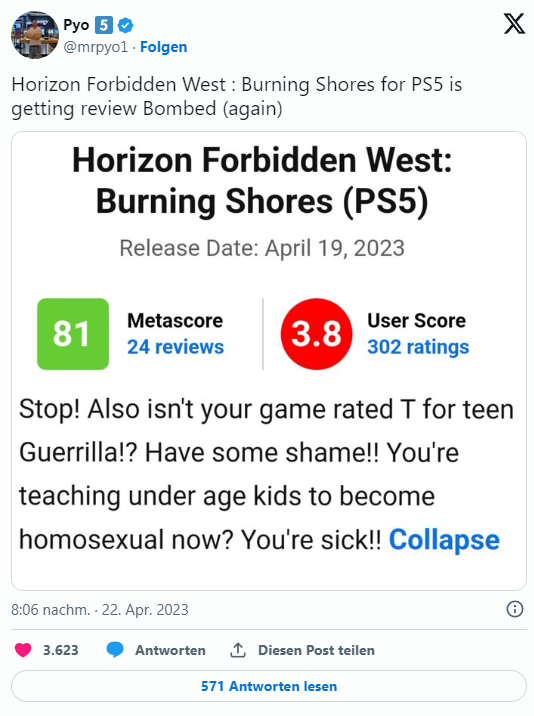 Pyo 5
@mrpyo1 · Folgen
Horizon Forbidden West : Burning Shores for PS5 is
getting review Bombed (again)
Horizon Forbidden West:
Burning Shores (PS5)
Release Date: April 19, 2023
81 Metascore
24 reviews
3.8 User Score
302 ratings
Stop! Also isn't your game rated T for teen
Guerrilla!? Have some shame!! You're
teaching under age kids to become
homosexual now? You're sick!! Collapse
8:06 nachm. · 22. Apr. 2023
3.623 Antworten Diesen Post teilen
571 Antworten lesen